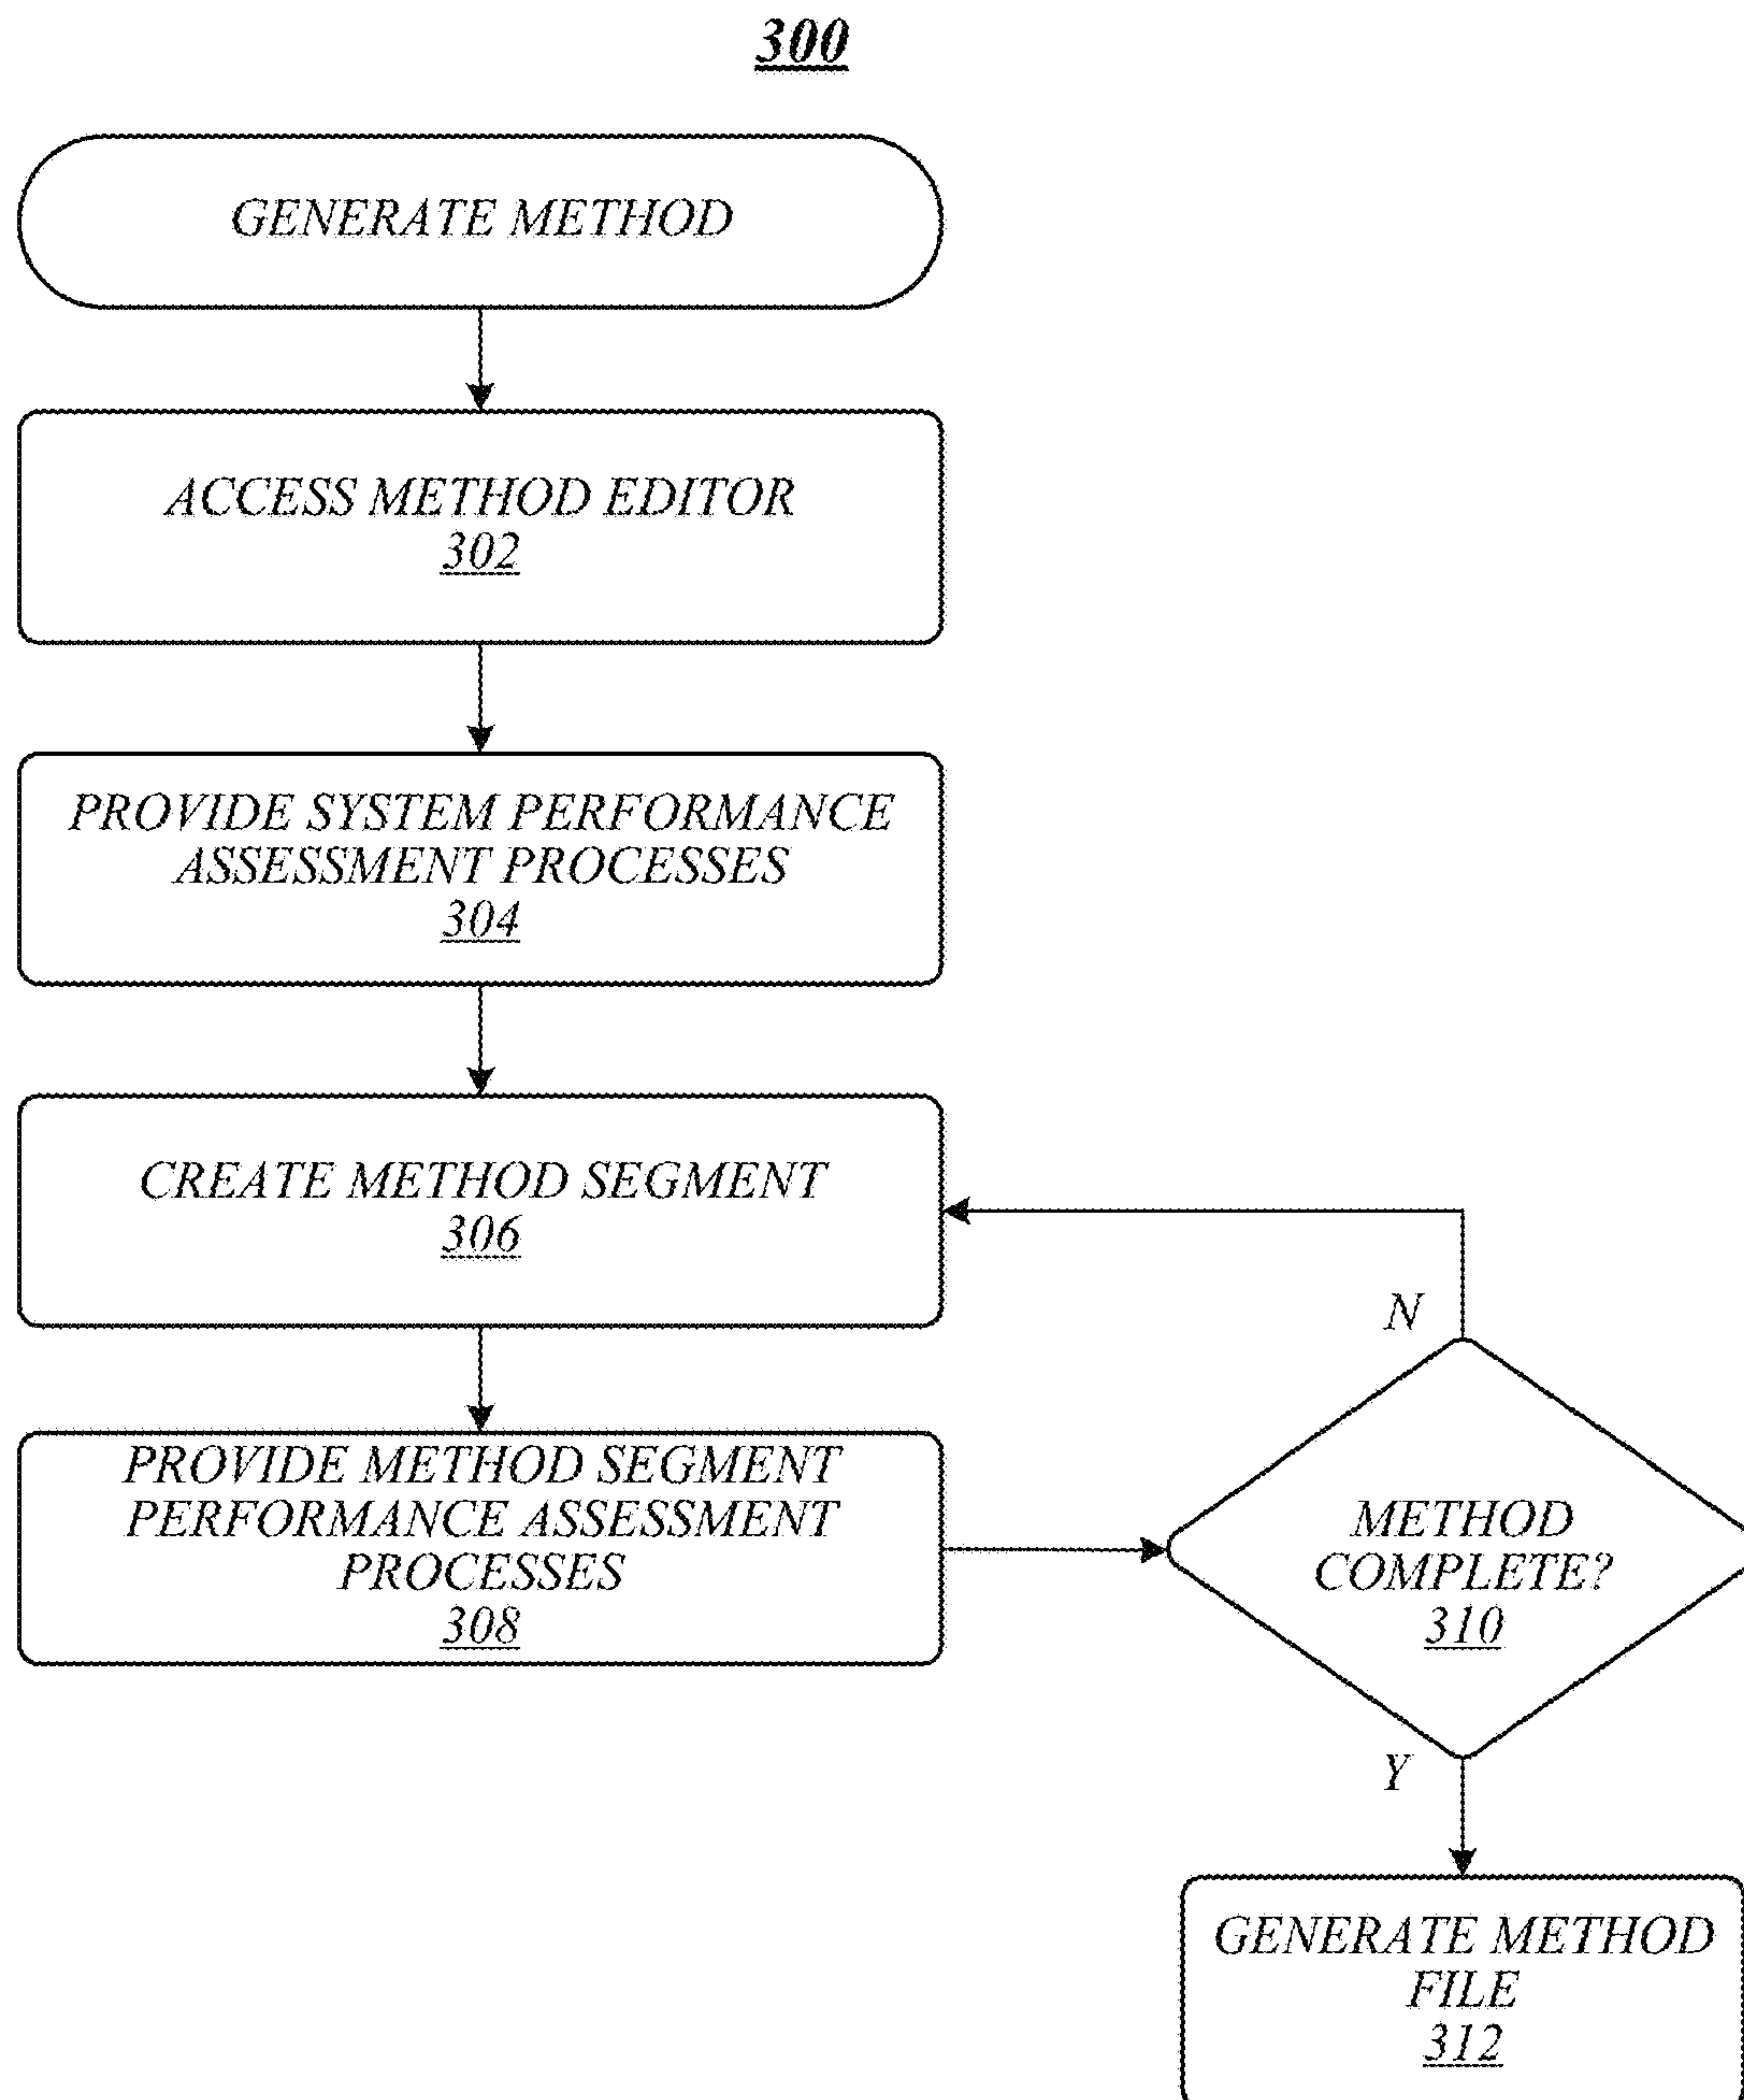 300
GENERATE METHOD
ACCESS METHOD EDITOR
302
PROVIDE SYSTEM PERFORMANCE
ASSESSMENT PROCESSES
304
CREATE METHOD SEGMENT
306
N
PROVIDE METHOD SEGMENT
PERFORMANCE ASSESSMENT
PROCESSES
308
METHOD
COMPLETE?
310
Y
GENERATE METHOD
FILE
312